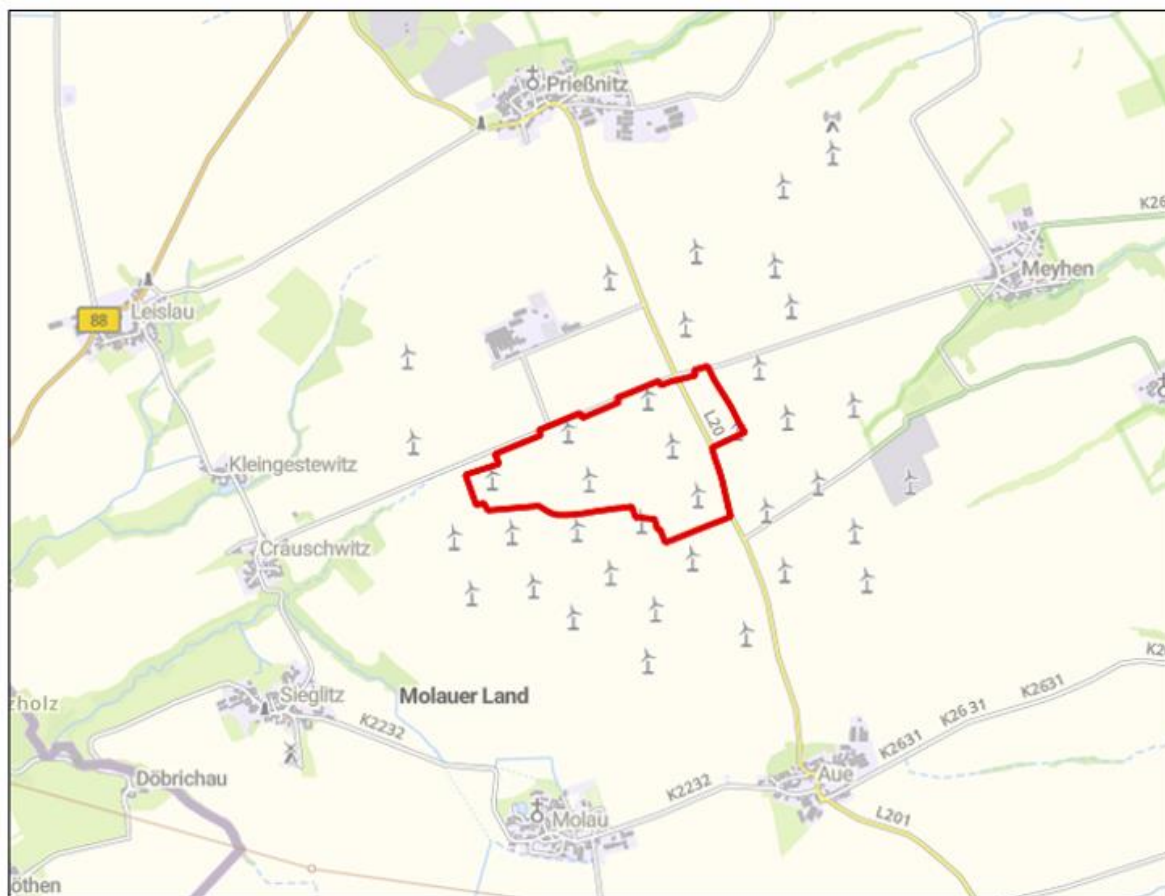 Prießnitz
K26
Meyhen
Leislau
88
L20
Kleingestewitz
Crauschwitz
Sieglitz
Molauer Land
zholz
K2232
Döbrichau
K2631
K2631
K2631
K2
Aue
K2232
Molau
L201
öthen